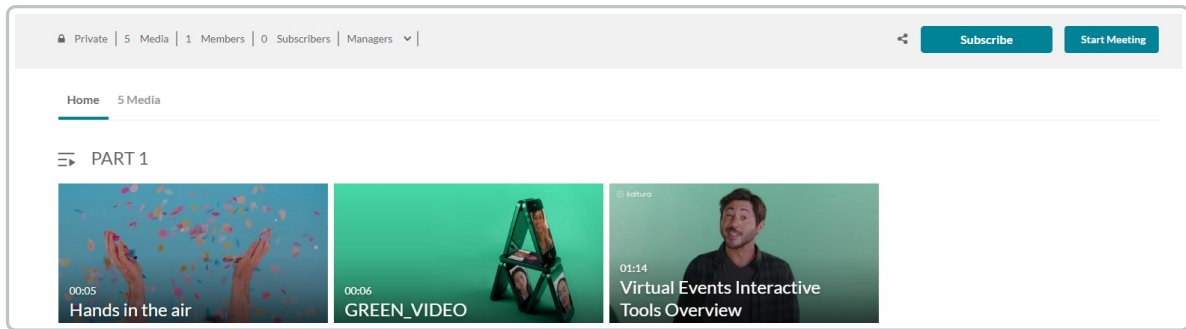 Private | 5 Media | 1 Members | 0 Subscribers | Managers |
Subscribe
Start Meeting
Home 5 Media
PART 1
00:05
Hands in the air
00:06
GREEN_VIDEO
kaltura
01:14
Virtual Events Interactive
Tools Overview